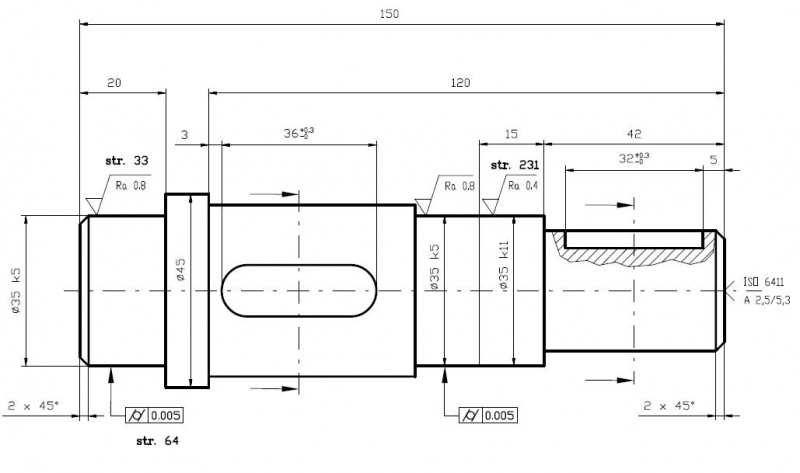 150
20
120
3
36+0.3
-0
15
42
str. 33
str. 231
32+0.3
-0
5
Ra 0,8
Ra 0,8
Ra 0,4
ø35 k5
ø45
ø35 k5
ø35 k11
ISO 6411
A 2,5/5,3
2 x 45°
0.005
0.005
2 x 45°
str. 64